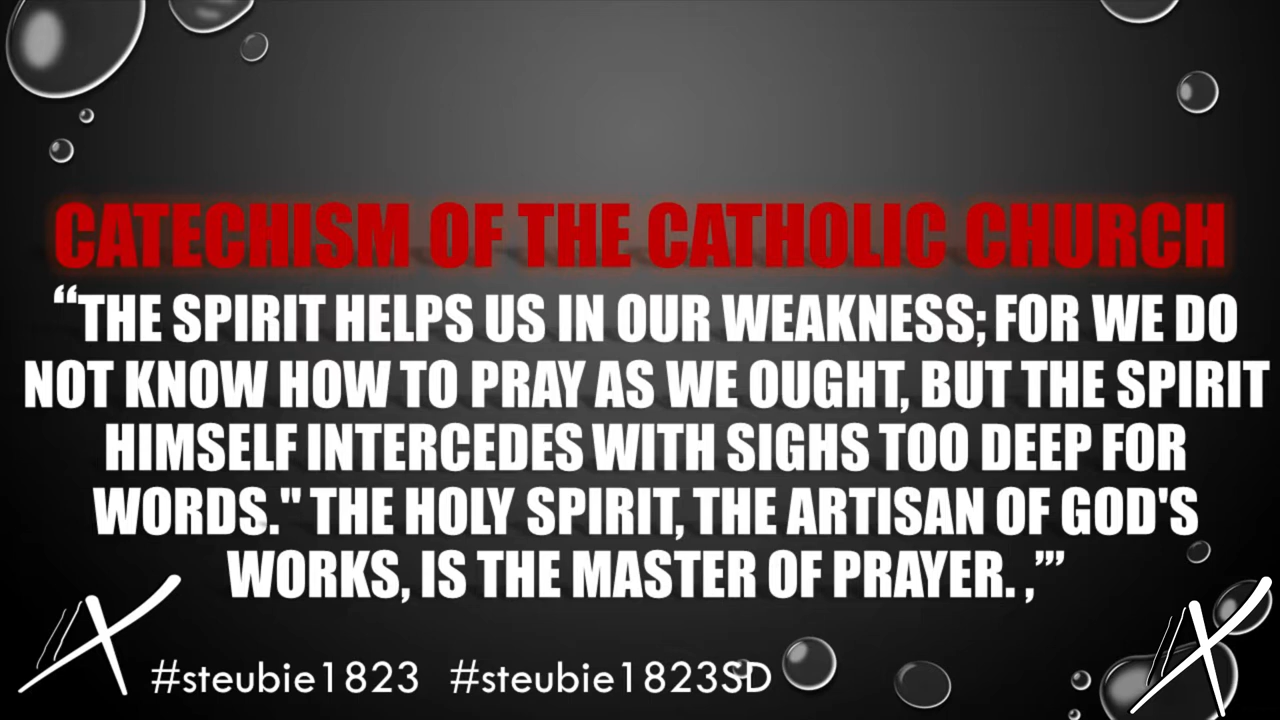 CATECHISM OF THE CATHOLIC CHURCH
“THE SPIRIT HELPS US IN OUR WEAKNESS; FOR WE DO
NOT KNOW HOW TO PRAY AS WE OUGHT, BUT THE SPIRIT
HIMSELF INTERCEDES WITH SIGHS TOO DEEP FOR
WORDS." THE HOLY SPIRIT, THE ARTISAN OF GOD'S
WORKS, IS THE MASTER OF PRAYER. ,”’
#steubie1823 #steubie1823SD